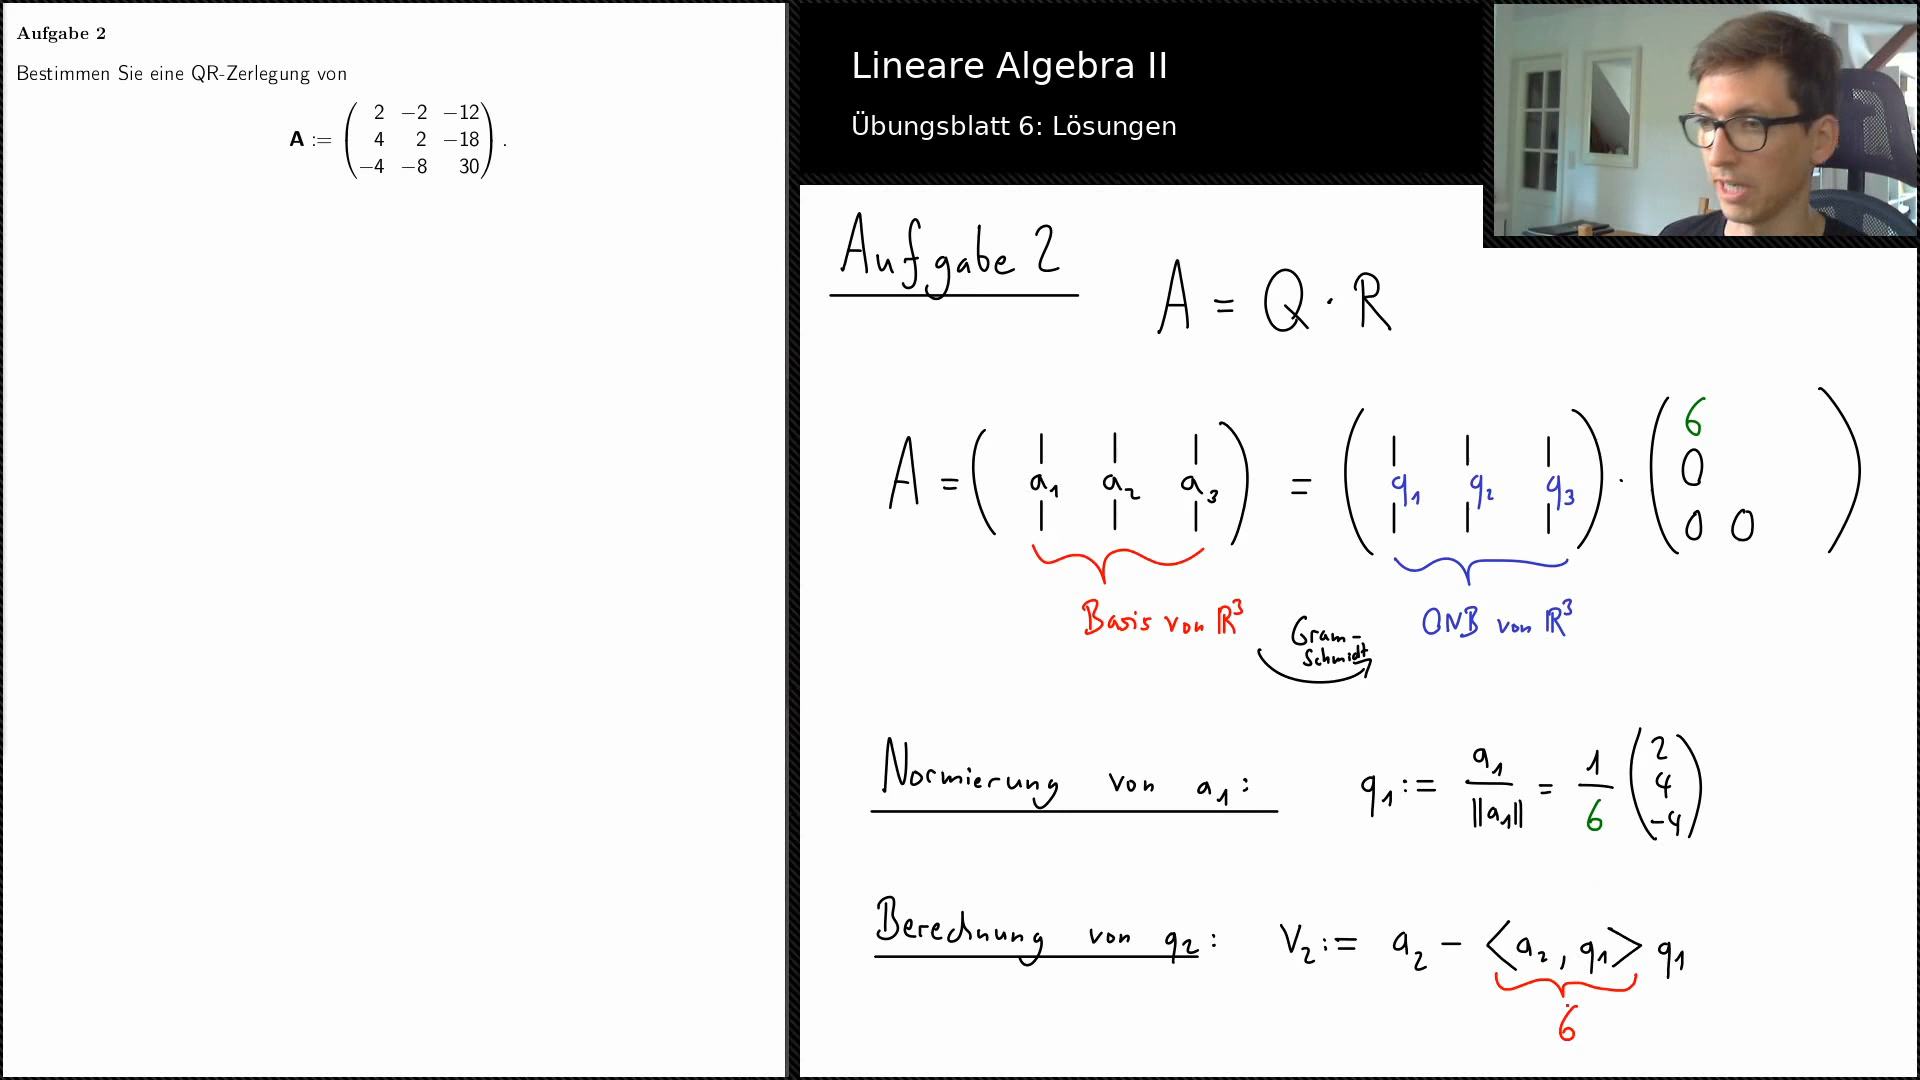 Aufgabe 2
Bestimmen Sie eine QR-Zerlegung von
A := ( 2 −2 −12
4 2 −18
−4 −8 30 ) .
Lineare Algebra II
Übungsblatt 6: Lösungen
Aufgabe 2
A = Q · R
A = ( a₁ a₂ a₃ ) = ( q₁ q₂ q₃ ) · ( 6
0
0 0 )
Basis von ℝ³
Gram-
Schmidt
ONB von ℝ³
Normierung von a₁: q₁ := a₁ / ||a₁|| = 1/6 ( 2
4
-4 )
Berechnung von q₂: V₂ := a₂ − <a₂, q₁> q₁
6